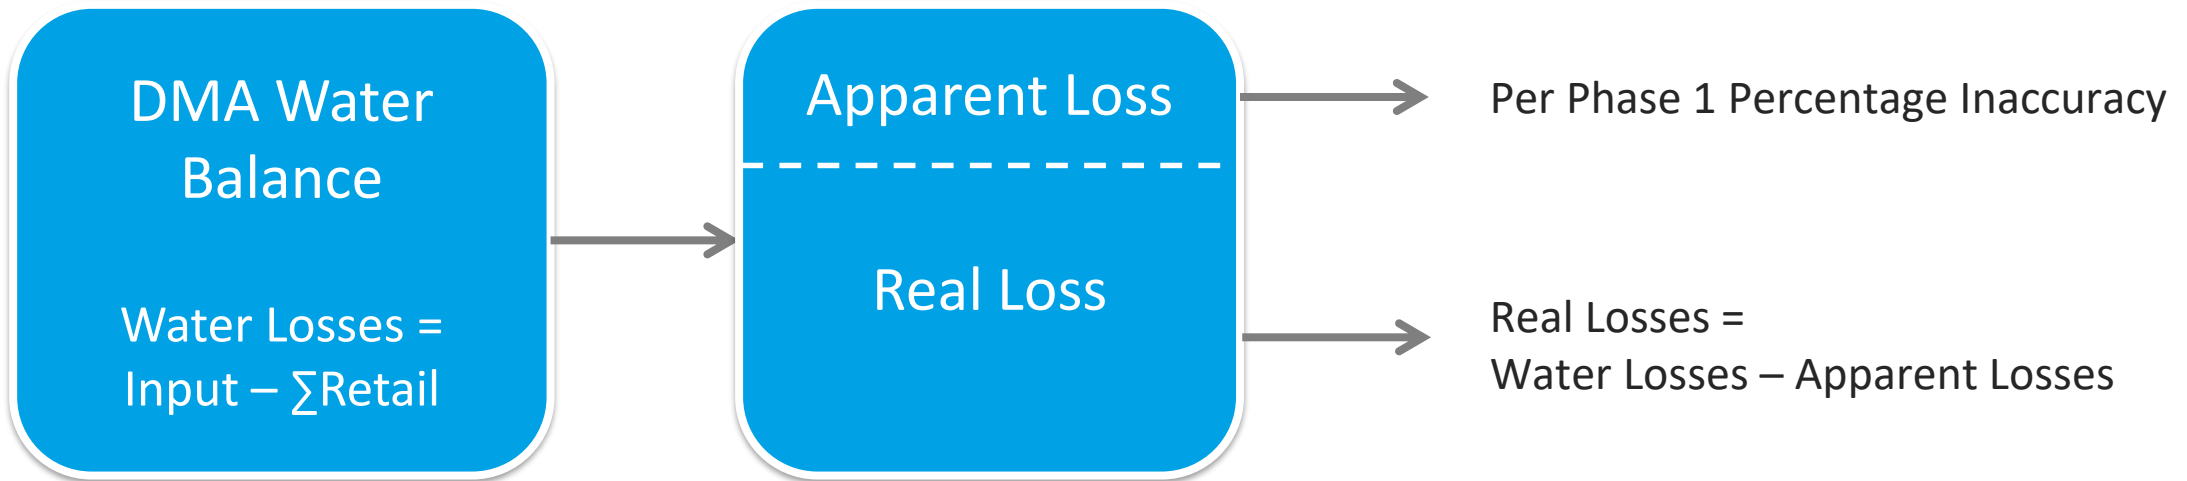 DMA Water
Balance
Water Losses =
Input – ∑Retail
Apparent Loss
Real Loss
Per Phase 1 Percentage Inaccuracy
Real Losses =
Water Losses – Apparent Losses